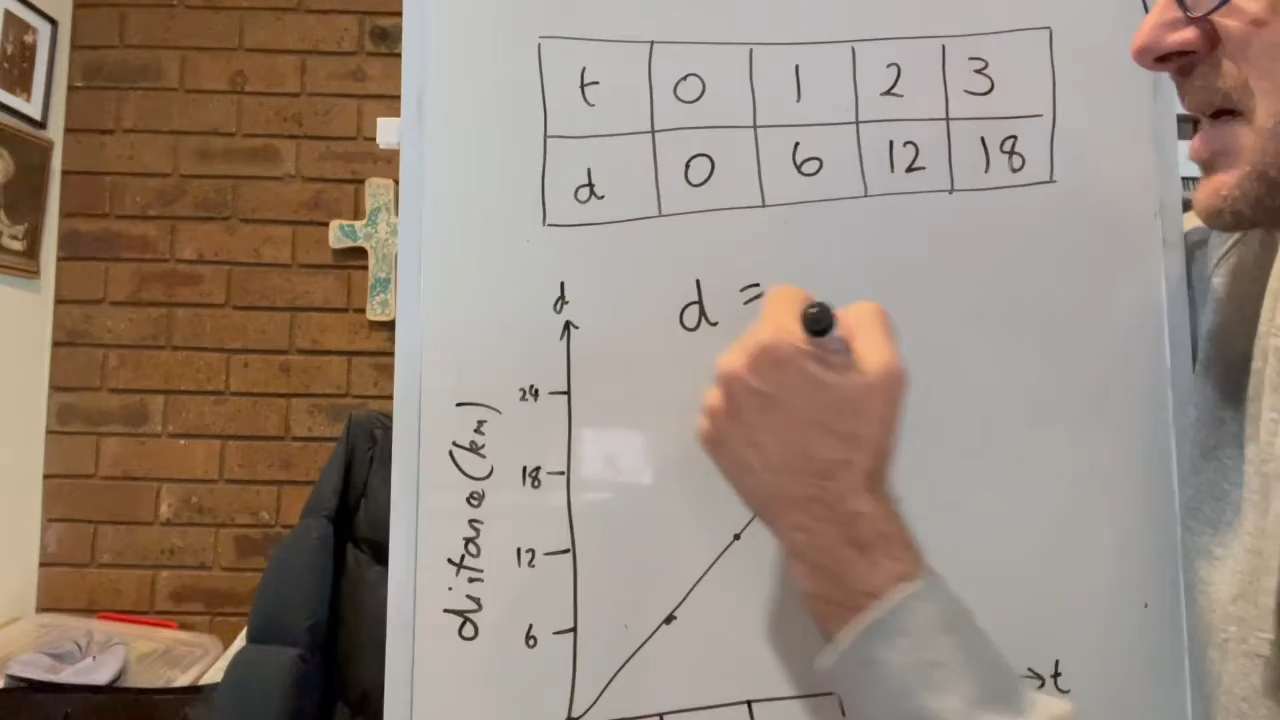 t 0 1 2 3
d 0 6 12 18
d =
d
24
18
12
6
distance (km)
t